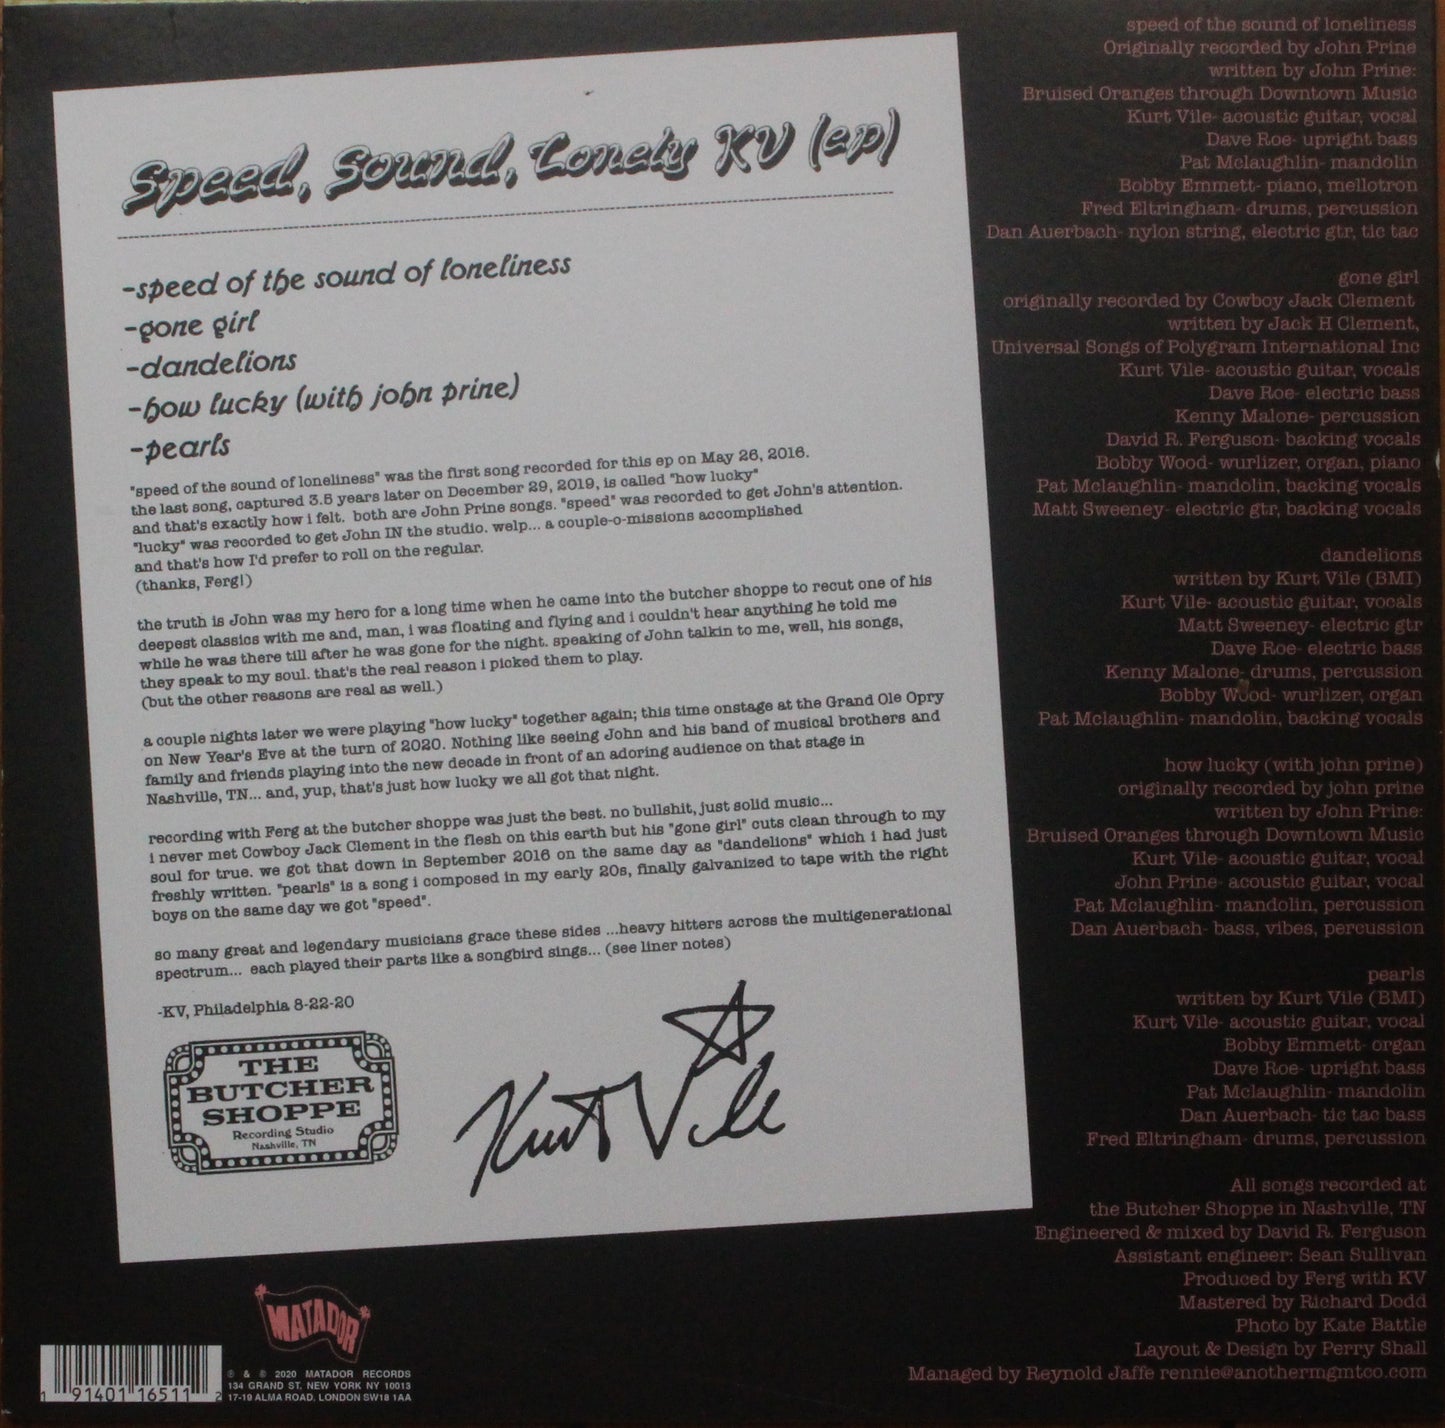 Speed, Sound, Lonely KV (ep)
-speed of the sound of loneliness
-gone girl
-dandelions
-how lucky (with john prine)
-pearls
"speed of the sound of loneliness" was the first song recorded for this ep on May 26, 2016.
the last song, captured 3.5 years later on December 29, 2019, is called "how lucky"
and that's exactly how i felt. both are John Prine songs. "speed" was recorded to get John's attention.
"lucky" was recorded to get John IN the studio. welp... a couple-o-missions accomplished
and that's how I'd prefer to roll on the regular.
(thanks, Ferg!)
the truth is John was my hero for a long time when he came into the butcher shoppe to recut one of his
deepest classics with me and, man, i was floating and flying and i couldn't hear anything he told me
while he was there till after he was gone for the night. speaking of John talkin to me, well, his songs,
they speak to my soul. that's the real reason i picked them to play.
(but the other reasons are real as well.)
a couple nights later we were playing "how lucky" together again; this time onstage at the Grand Ole Opry
on New Year's Eve at the turn of 2020. Nothing like seeing John and his band of musical brothers and
family and friends playing into the new decade in front of an adoring audience on that stage in
Nashville, TN... and, yup, that's just how lucky we all got that night.
recording with Ferg at the butcher shoppe was just the best. no bullshit, just solid music...
i never met Cowboy Jack Clement in the flesh on this earth but his "gone girl" cuts clean through to my
soul for true. we got that down in September 2016 on the same day as "dandelions" which i had just
freshly written. "pearls" is a song i composed in my early 20s, finally galvanized to tape with the right
boys on the same day we got "speed".
so many great and legendary musicians grace these sides ...heavy hitters across the multigenerational
spectrum... each played their parts like a songbird sings... (see liner notes)
-KV, Philadelphia 8-22-20
THE
BUTCHER
SHOPPE
Recording Studio
Nashville, TN
Kurt Vile
MATADOR
℗ & © 2020 MATADOR RECORDS
134 GRAND ST. NEW YORK NY 10013
17-19 ALMA ROAD, LONDON SW18 1AA
1 91401 16511 2
speed of the sound of loneliness
Originally recorded by John Prine
written by John Prine:
Bruised Oranges through Downtown Music
Kurt Vile- acoustic guitar, vocal
Dave Roe- upright bass
Pat Mclaughlin- mandolin
Bobby Emmett- piano, mellotron
Fred Eltringham- drums, percussion
Dan Auerbach- nylon string, electric gtr, tic tac
gone girl
originally recorded by Cowboy Jack Clement
written by Jack H Clement,
Universal Songs of Polygram International Inc
Kurt Vile- acoustic guitar, vocals
Dave Roe- electric bass
Kenny Malone- percussion
David R. Ferguson- backing vocals
Bobby Wood- wurlizer, organ, piano
Pat Mclaughlin- mandolin, backing vocals
Matt Sweeney- electric gtr, backing vocals
dandelions
written by Kurt Vile (BMI)
Kurt Vile- acoustic guitar, vocals
Matt Sweeney- electric gtr
Dave Roe- electric bass
Kenny Malone- drums, percussion
Bobby Wood- wurlizer, organ
Pat Mclaughlin- mandolin, backing vocals
how lucky (with john prine)
originally recorded by john prine
written by John Prine:
Bruised Oranges through Downtown Music
Kurt Vile- acoustic guitar, vocal
John Prine- acoustic guitar, vocal
Pat Mclaughlin- mandolin, percussion
Dan Auerbach- bass, vibes, percussion
pearls
written by Kurt Vile (BMI)
Kurt Vile- acoustic guitar, vocal
Bobby Emmett- organ
Dave Roe- upright bass
Pat Mclaughlin- mandolin
Dan Auerbach- tic tac bass
Fred Eltringham- drums, percussion
All songs recorded at
the Butcher Shoppe in Nashville, TN
Engineered & mixed by David R. Ferguson
Assistant engineer: Sean Sullivan
Produced by Ferg with KV
Mastered by Richard Dodd
Photo by Kate Battle
Layout & Design by Perry Shall
Managed by Reynold Jaffe rennie@anothermgmtco.com